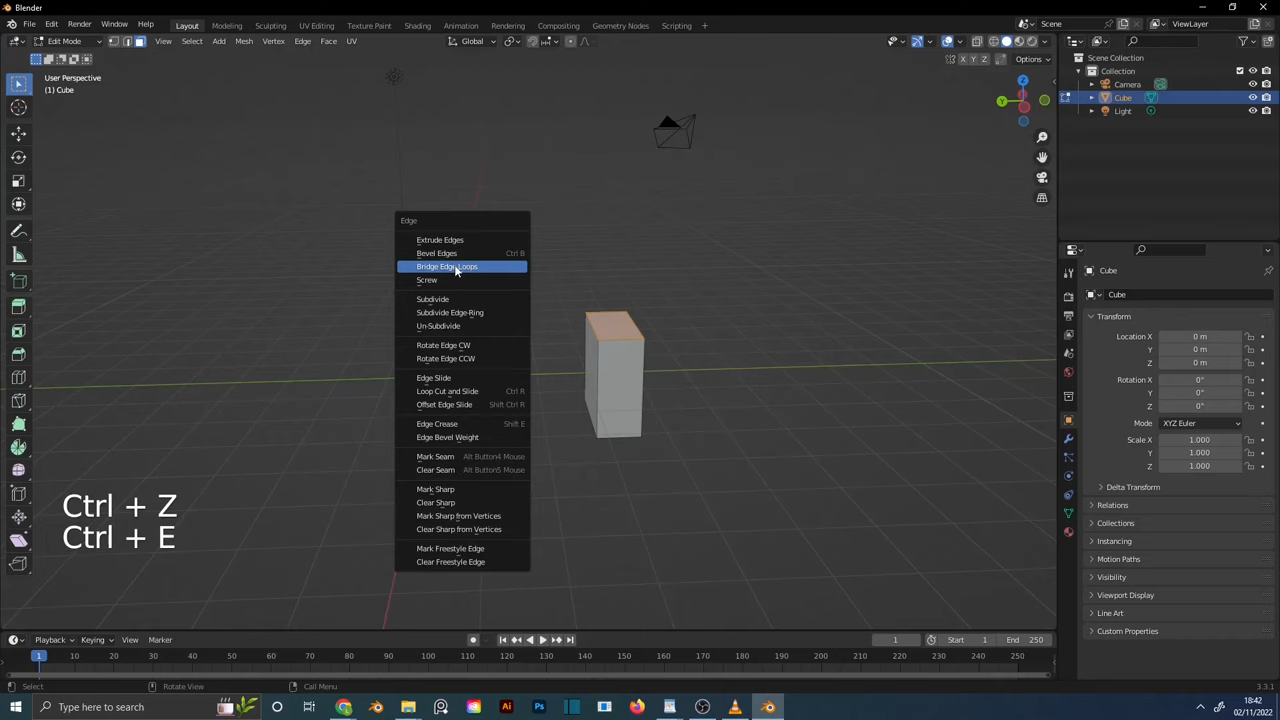 Blender
File Edit Render Window Help Layout Modeling Sculpting UV Editing Texture Paint Shading Animation Rendering Compositing Geometry Nodes Scripting + Scene ViewLayer
Edit Mode View Select Add Mesh Vertex Edge Face UV Global
X Y Z Options
User Perspective
(1) Cube
Z
Y
Scene Collection
Collection
Camera
Cube
Light
Edge
Extrude Edges
Bevel Edges Ctrl B
Bridge Edge Loops
Screw
Subdivide
Subdivide Edge-Ring
Un-Subdivide
Rotate Edge CW
Rotate Edge CCW
Edge Slide
Loop Cut and Slide Ctrl R
Offset Edge Slide Shift Ctrl R
Edge Crease Shift E
Edge Bevel Weight
Mark Seam Alt Button4 Mouse
Clear Seam Alt Button5 Mouse
Mark Sharp
Clear Sharp
Mark Sharp from Vertices
Clear Sharp from Vertices
Mark Freestyle Edge
Clear Freestyle Edge
Ctrl + Z
Ctrl + E
Cube
Cube
Transform
Location X 0 m
Y 0 m
Z 0 m
Rotation X 0°
Y 0°
Z 0°
Mode XYZ Euler
Scale X 1.000
Y 1.000
Z 1.000
Delta Transform
Relations
Collections
Instancing
Motion Paths
Visibility
Viewport Display
Line Art
Custom Properties
Playback Keying View Marker 1 Start 1 End 250
1 10 20 30 40 50 60 70 80 90 100 110 120 130 140 150 160 170 180 190 200 210 220 230 240 250
Select Rotate View Call Menu 3.3.1
Type here to search Ai Ps 18:42
02/11/2022